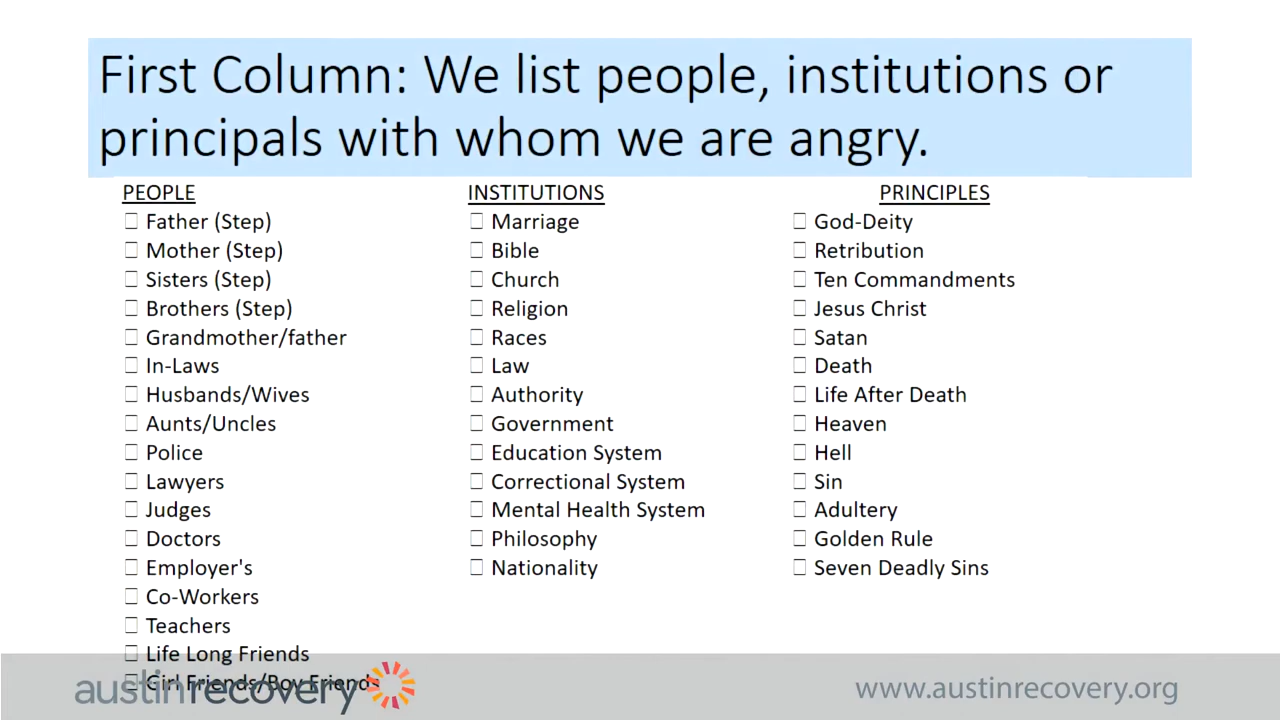 First Column: We list people, institutions or
principals with whom we are angry.
PEOPLE
☐ Father (Step)
☐ Mother (Step)
☐ Sisters (Step)
☐ Brothers (Step)
☐ Grandmother/father
☐ In-Laws
☐ Husbands/Wives
☐ Aunts/Uncles
☐ Police
☐ Lawyers
☐ Judges
☐ Doctors
☐ Employer's
☐ Co-Workers
☐ Teachers
☐ Life Long Friends
☐ Girl Friends/Boy Friends
INSTITUTIONS
☐ Marriage
☐ Bible
☐ Church
☐ Religion
☐ Races
☐ Law
☐ Authority
☐ Government
☐ Education System
☐ Correctional System
☐ Mental Health System
☐ Philosophy
☐ Nationality
PRINCIPLES
☐ God-Deity
☐ Retribution
☐ Ten Commandments
☐ Jesus Christ
☐ Satan
☐ Death
☐ Life After Death
☐ Heaven
☐ Hell
☐ Sin
☐ Adultery
☐ Golden Rule
☐ Seven Deadly Sins
austinrecovery
www.austinrecovery.org